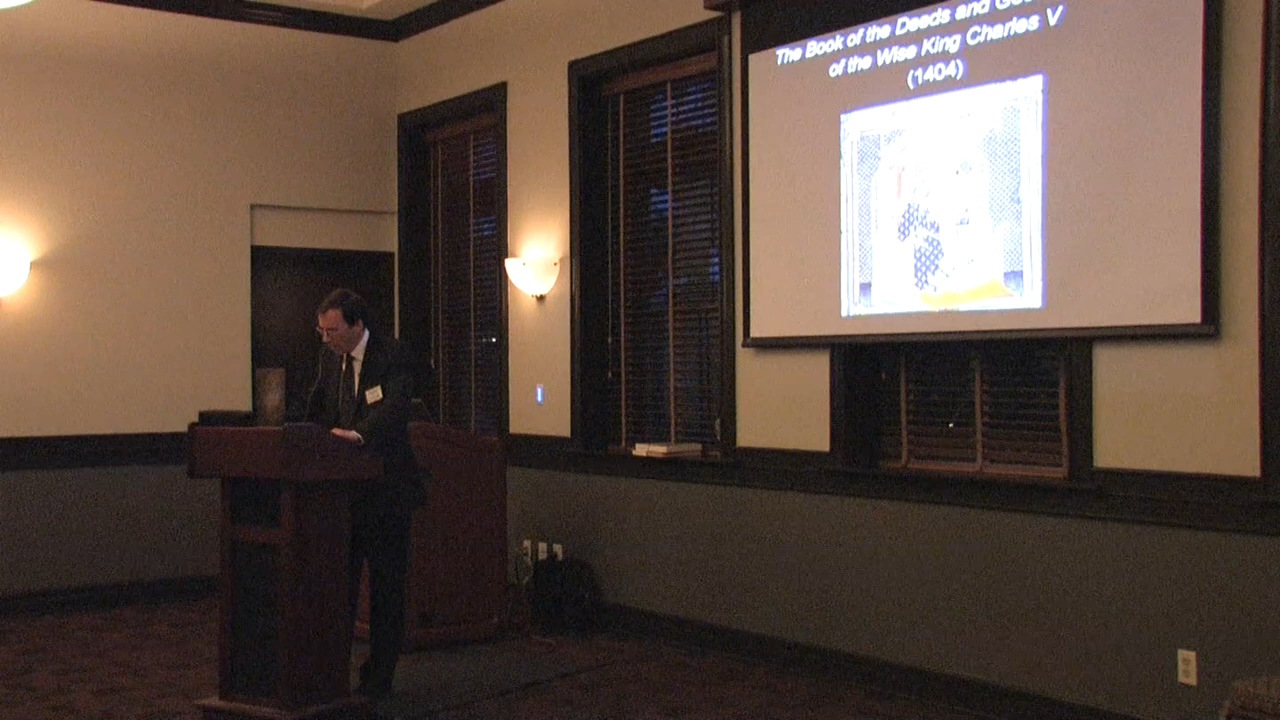 The Book of the Deeds and
of the Wise King Charles V
(1404)